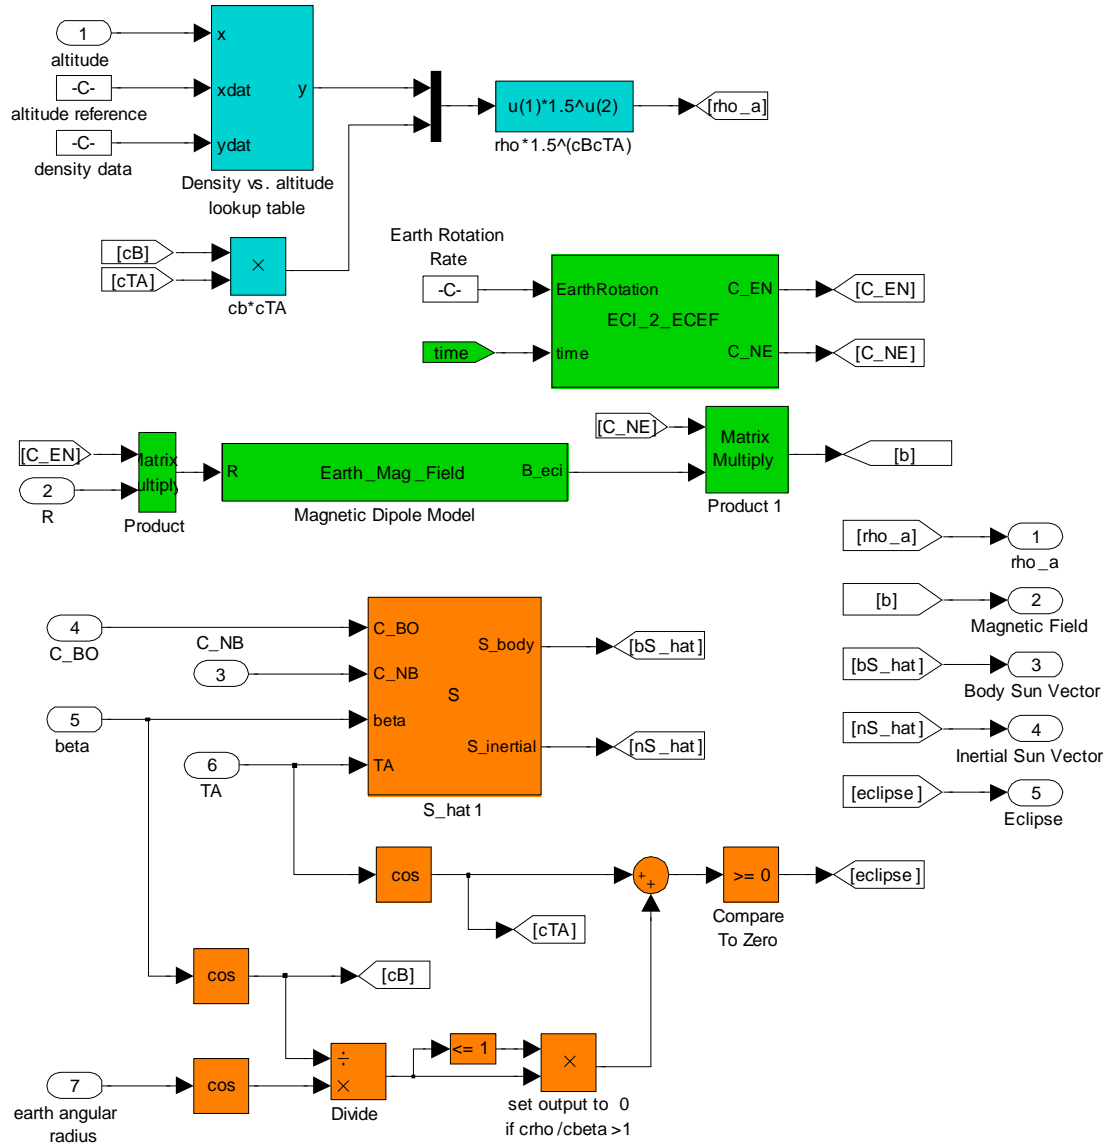 1
altitude
-C-
altitude reference
-C-
density data
x
xdat
ydat
y
Density vs. altitude
lookup table
u(1)*1.5^u(2)
rho*1.5^(cBcTA)
[rho_a]
[cB]
[cTA]
×
cb*cTA
Earth Rotation
Rate
-C-
time
EarthRotation
time
ECI_2_ECEF
C_EN
C_NE
[C_EN]
[C_NE]
[C_EN]
2
R
Matrix
Multiply
Product
R
Earth_Mag_Field
B_eci
Magnetic Dipole Model
[C_NE]
Matrix
Multiply
Product 1
[b]
[rho_a]
1
rho_a
[b]
2
Magnetic Field
[bS_hat]
3
Body Sun Vector
[nS_hat]
4
Inertial Sun Vector
[eclipse]
5
Eclipse
4
C_BO
C_NB
3
5
beta
6
TA
C_BO
C_NB
beta
TA
S
S_body
S_inertial
S_hat1
[bS_hat]
[nS_hat]
cos
[cTA]
+
+
>= 0
Compare
To Zero
[eclipse]
cos
[cB]
7
earth angular
radius
cos
÷
×
Divide
<= 1
×
set output to 0
if crho/cbeta >1